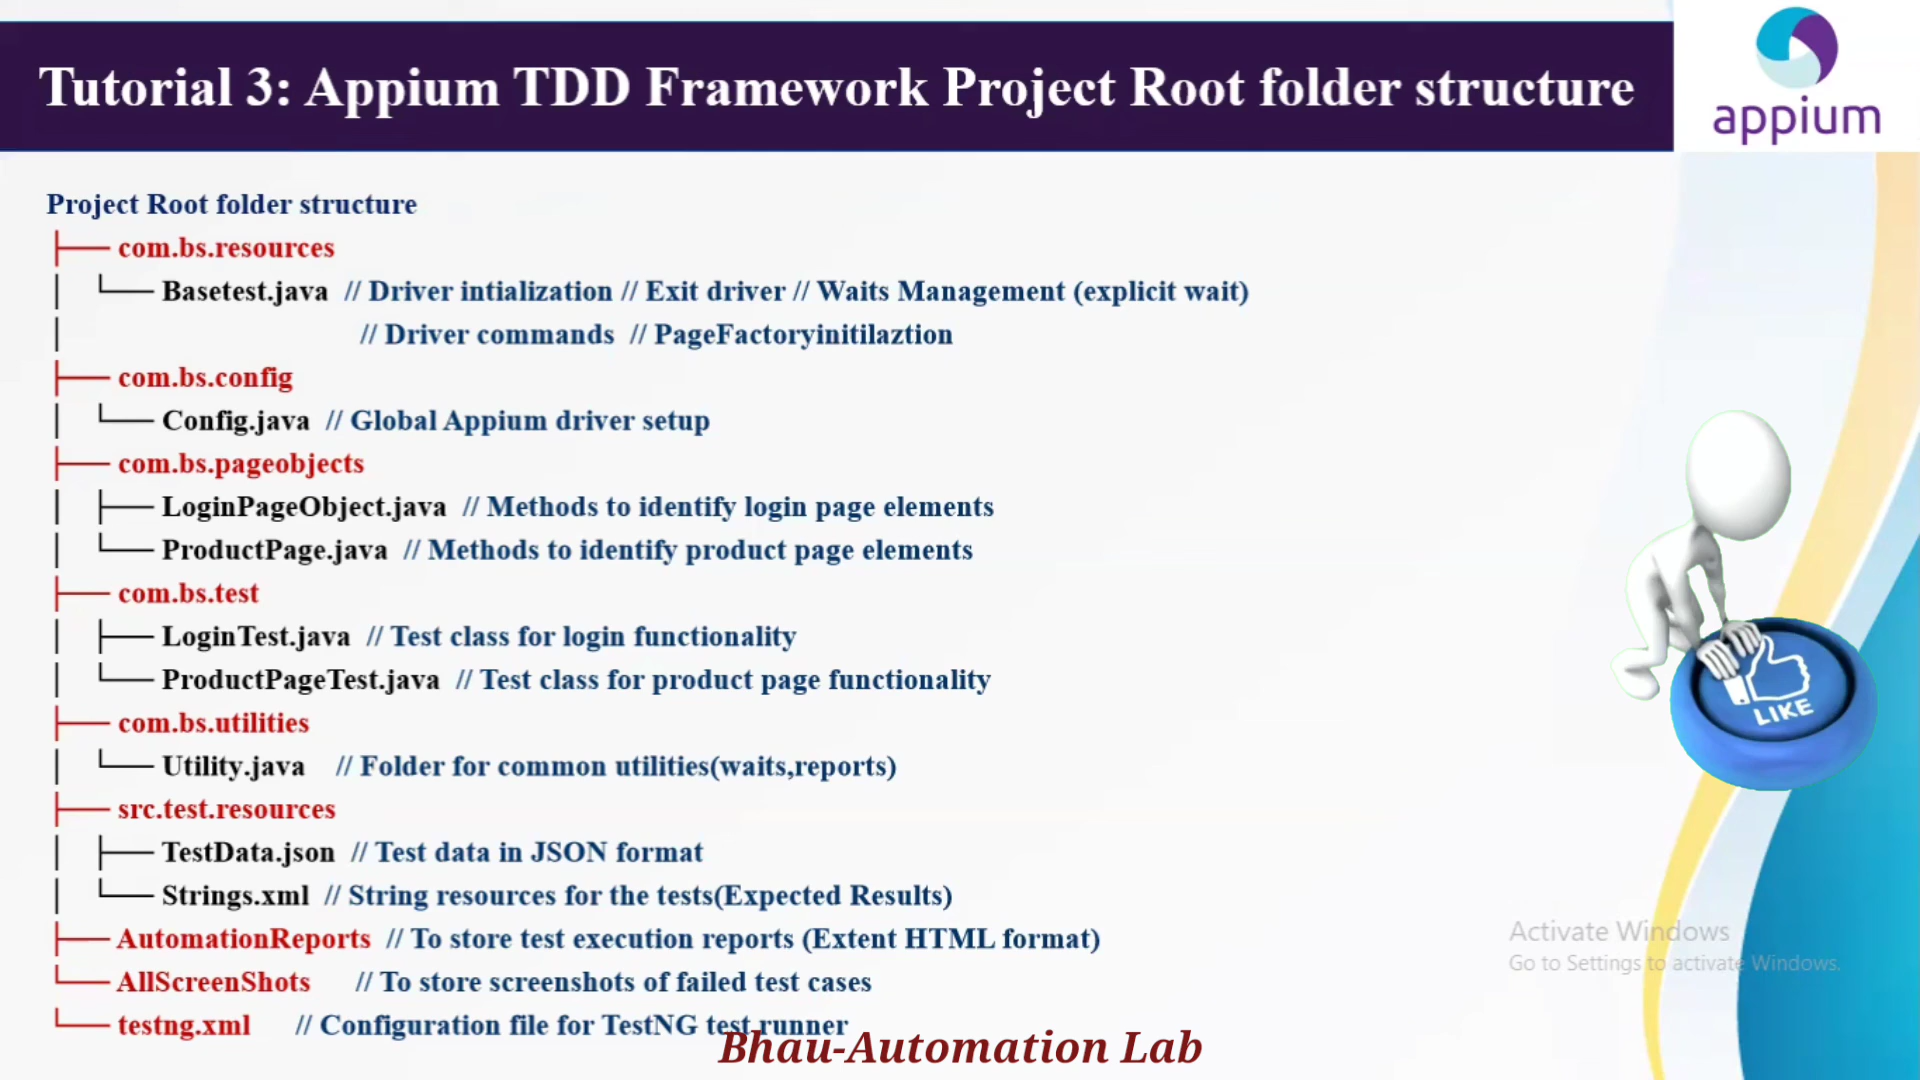 Tutorial 3: Appium TDD Framework Project Root folder structure
appium
Project Root folder structure
├── com.bs.resources
│ └── Basetest.java // Driver intialization // Exit driver // Waits Management (explicit wait)
│ // Driver commands // PageFactoryinitilaztion
├── com.bs.config
│ └── Config.java // Global Appium driver setup
├── com.bs.pageobjects
│ ├── LoginPageObject.java // Methods to identify login page elements
│ └── ProductPage.java // Methods to identify product page elements
├── com.bs.test
│ ├── LoginTest.java // Test class for login functionality
│ └── ProductPageTest.java // Test class for product page functionality
├── com.bs.utilities
│ └── Utility.java // Folder for common utilities(waits,reports)
├── src.test.resources
│ ├── TestData.json // Test data in JSON format
│ └── Strings.xml // String resources for the tests(Expected Results)
├── AutomationReports // To store test execution reports (Extent HTML format)
└── AllScreenShots // To store screenshots of failed test cases
└── testng.xml // Configuration file for TestNG test runner
LIKE
Activate Windows
Go to Settings to activate Windows.
Bhau-Automation Lab